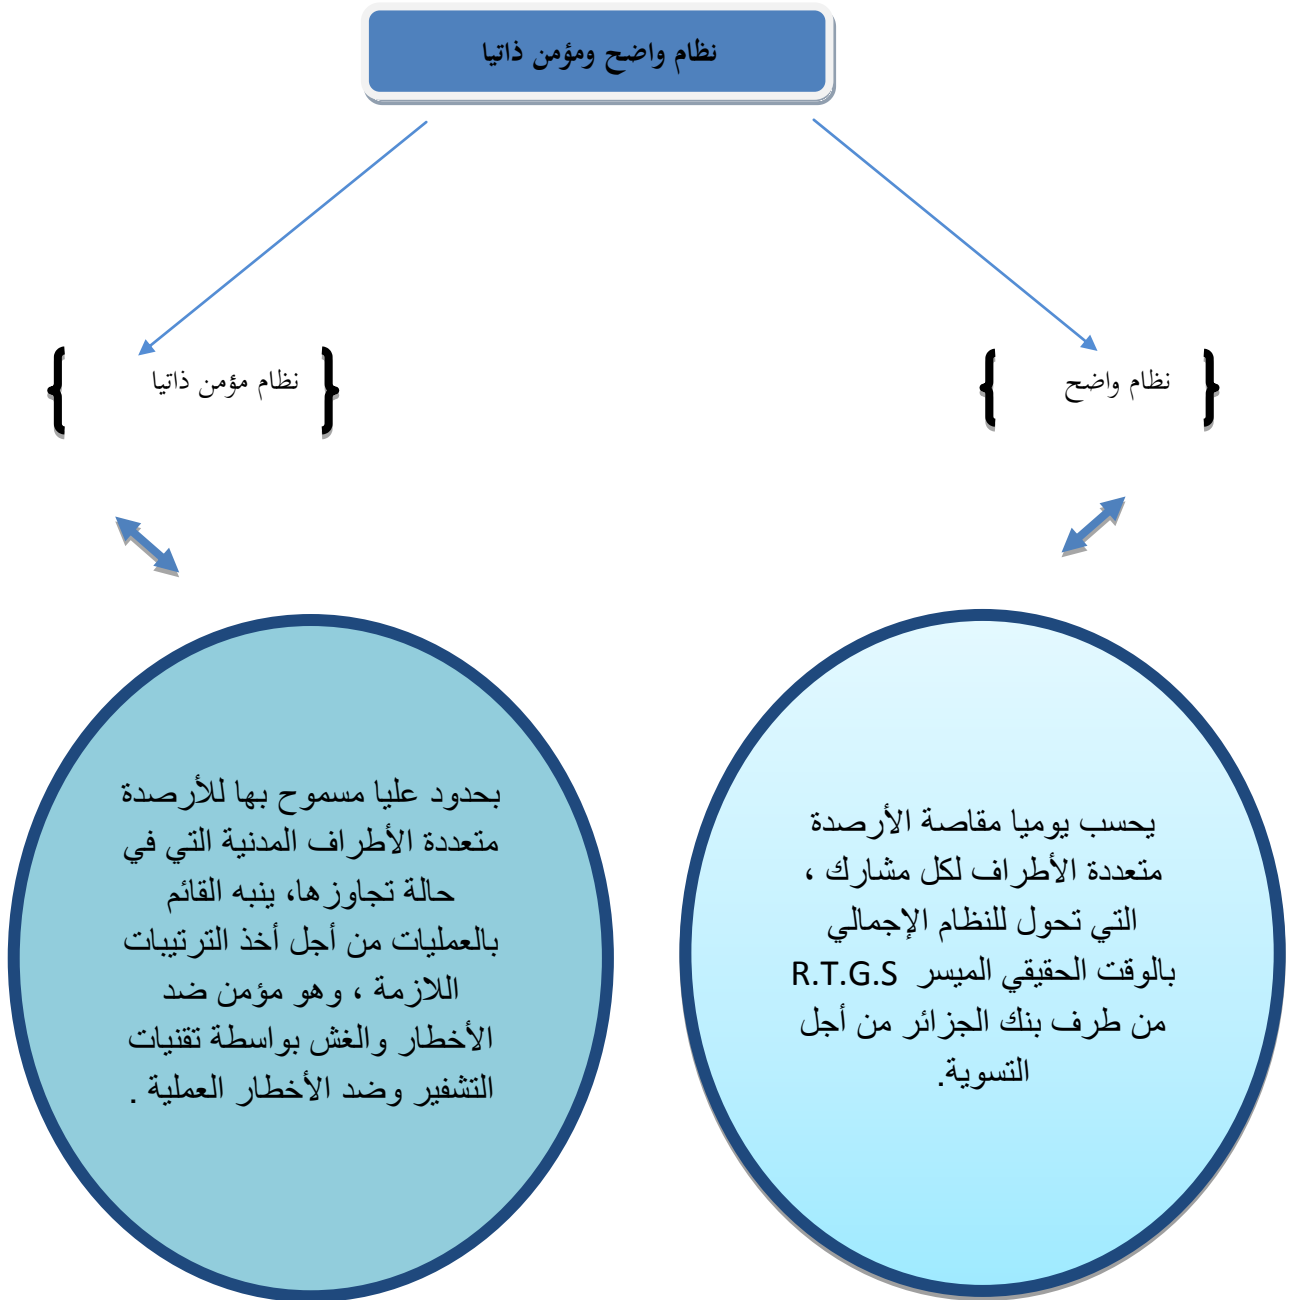 نظام واضح ومؤمن ذاتيا
نظام واضح
نظام مؤمن ذاتيا
يحسب يوميا مقاصة الأرصدة
متعددة الأطراف لكل مشارك ،
التي تحول للنظام الإجمالي
بالوقت الحقيقي الميسر R.T.G.S
من طرف بنك الجزائر من أجل
التسوية.
بحدود عليا مسموح بها للأرصدة
متعددة الأطراف المدنية التي في
حالة تجاوزها، ينبه القائم
بالعمليات من أجل أخذ الترتيبات
اللازمة ، وهو مؤمن ضد
الأخطار والغش بواسطة تقنيات
التشفير وضد الأخطار العملية .